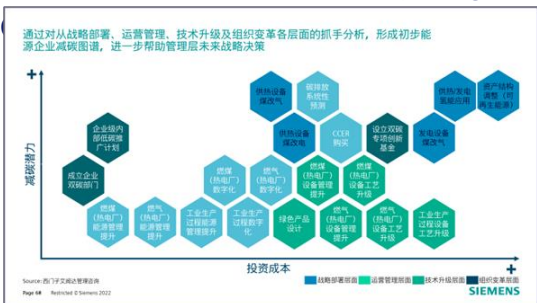 通过对从战略部署、运营管理、技术升级及组织变革各层面的抓手分析，形成初步能
源企业减碳图谱，进一步帮助管理层未来战略决策
+
减碳潜力
供热设备
煤改气
碳排放
系统性
预测
供热/发电
氢能应用
资产结构
调整（可
再生能源）
企业级内
部低碳推
广计划
供热设备
煤改电
CCER
购买
设立双碳
专项创新
基金
发电设备
煤改气
成立企业
双碳部门
燃煤
（热电厂）
数字化
燃气
（热电厂）
数字化
燃煤
（热电厂）
设备管理
提升
燃煤
（热电厂）
设备工艺
升级
燃煤
（热电厂）
能源管理
提升
燃气
（热电厂）
能源管理
提升
工业生产
过程能源
管理提升
工业生产
过程数字
化
绿色产品
设计
燃气
（热电厂）
设备管理
提升
燃气
（热电厂）
设备工艺
升级
工业生产
过程设备
工艺升级
+
投资成本
战略部署层面 运营管理层面 技术升级层面 组织变革层面
Source: 西门子艾闻达管理咨询
Page 68 Restricted © Siemens 2022
SIEMENS